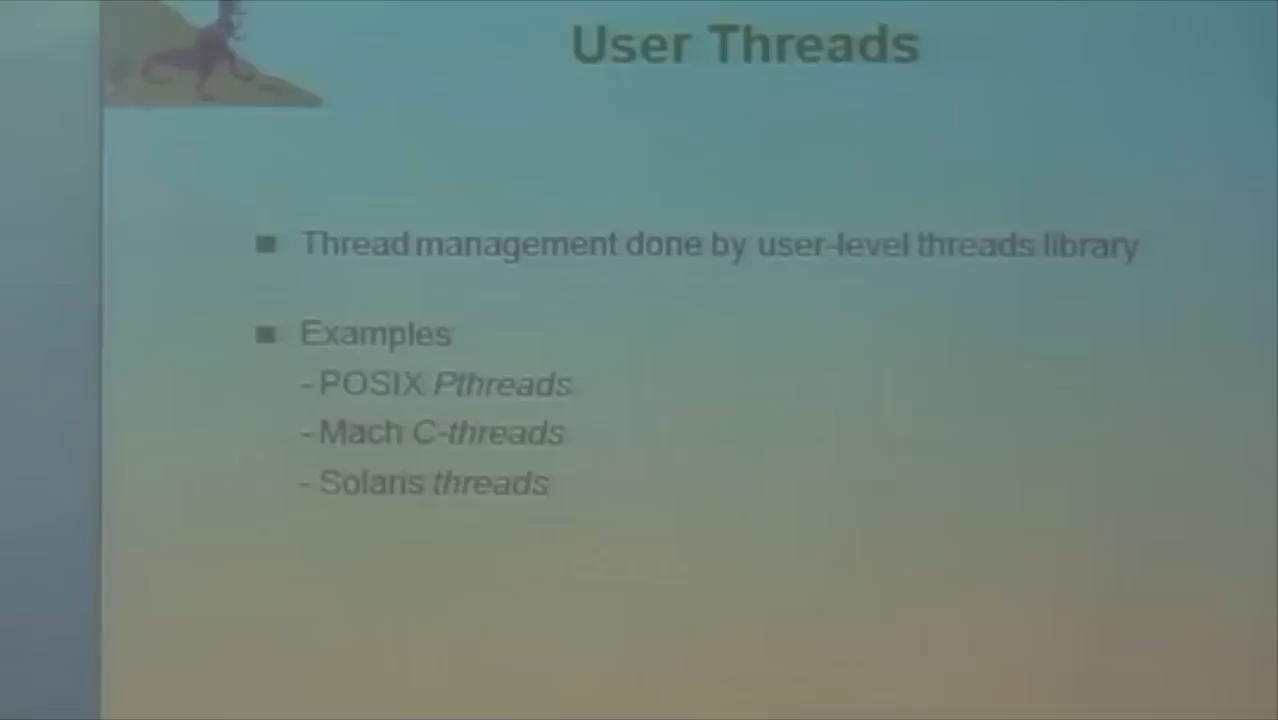 User Threads
■ Thread management done by user-level threads library
■ Examples
- POSIX Pthreads
- Mach C-threads
- Solaris threads